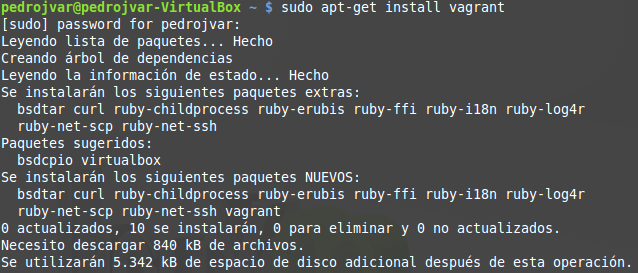 pedrojvar@pedrojvar-VirtualBox ~ $ sudo apt-get install vagrant
[sudo] password for pedrojvar:
Leyendo lista de paquetes... Hecho
Creando árbol de dependencias
Leyendo la información de estado... Hecho
Se instalarán los siguientes paquetes extras:
  bsdtar curl ruby-childprocess ruby-erubis ruby-ffi ruby-i18n ruby-log4r
  ruby-net-scp ruby-net-ssh
Paquetes sugeridos:
  bsdcpio virtualbox
Se instalarán los siguientes paquetes NUEVOS:
  bsdtar curl ruby-childprocess ruby-erubis ruby-ffi ruby-i18n ruby-log4r
  ruby-net-scp ruby-net-ssh vagrant
0 actualizados, 10 se instalarán, 0 para eliminar y 0 no actualizados.
Necesito descargar 840 kB de archivos.
Se utilizarán 5.342 kB de espacio de disco adicional después de esta operación.